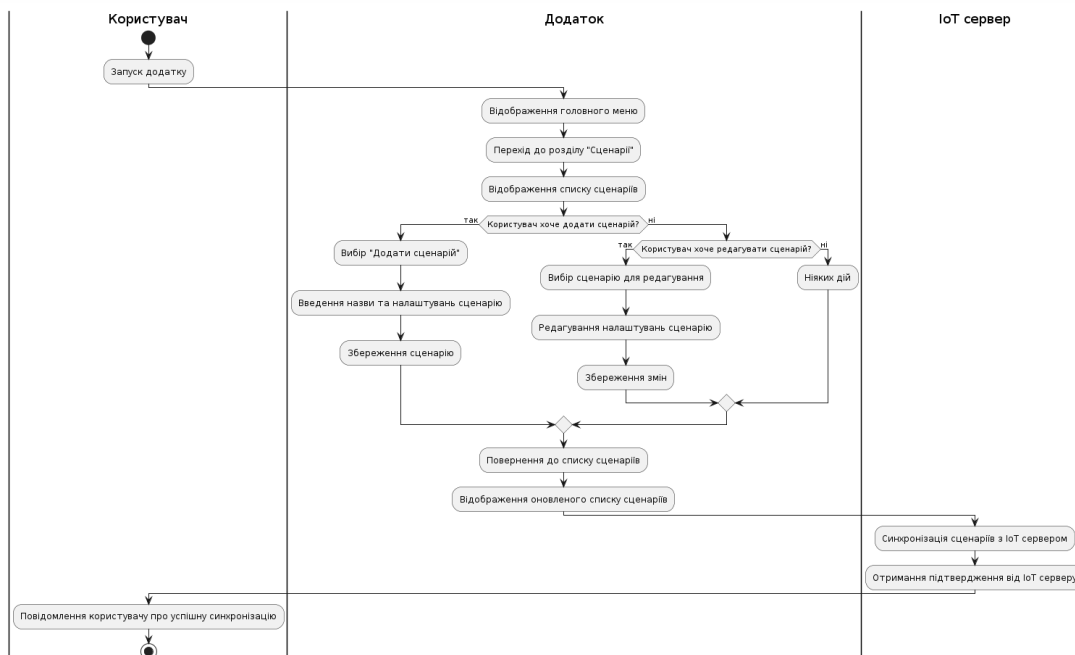 Користувач
Додаток
IoT сервер
Запуск додатку
Відображення головного меню
Перехід до розділу "Сценарії"
Відображення списку сценаріїв
так
Користувач хоче додати сценарій?
ні
Вибір "Додати сценарій"
Введення назви та налаштувань сценарію
Збереження сценарію
так
Користувач хоче редагувати сценарій?
ні
Вибір сценарію для редагування
Редагування налаштувань сценарію
Збереження змін
Ніяких дій
Повернення до списку сценаріїв
Відображення оновленого списку сценаріїв
Синхронізація сценаріїв з IoT сервером
Отримання підтвердження від IoT серверу
Повідомлення користувачу про успішну синхронізацію